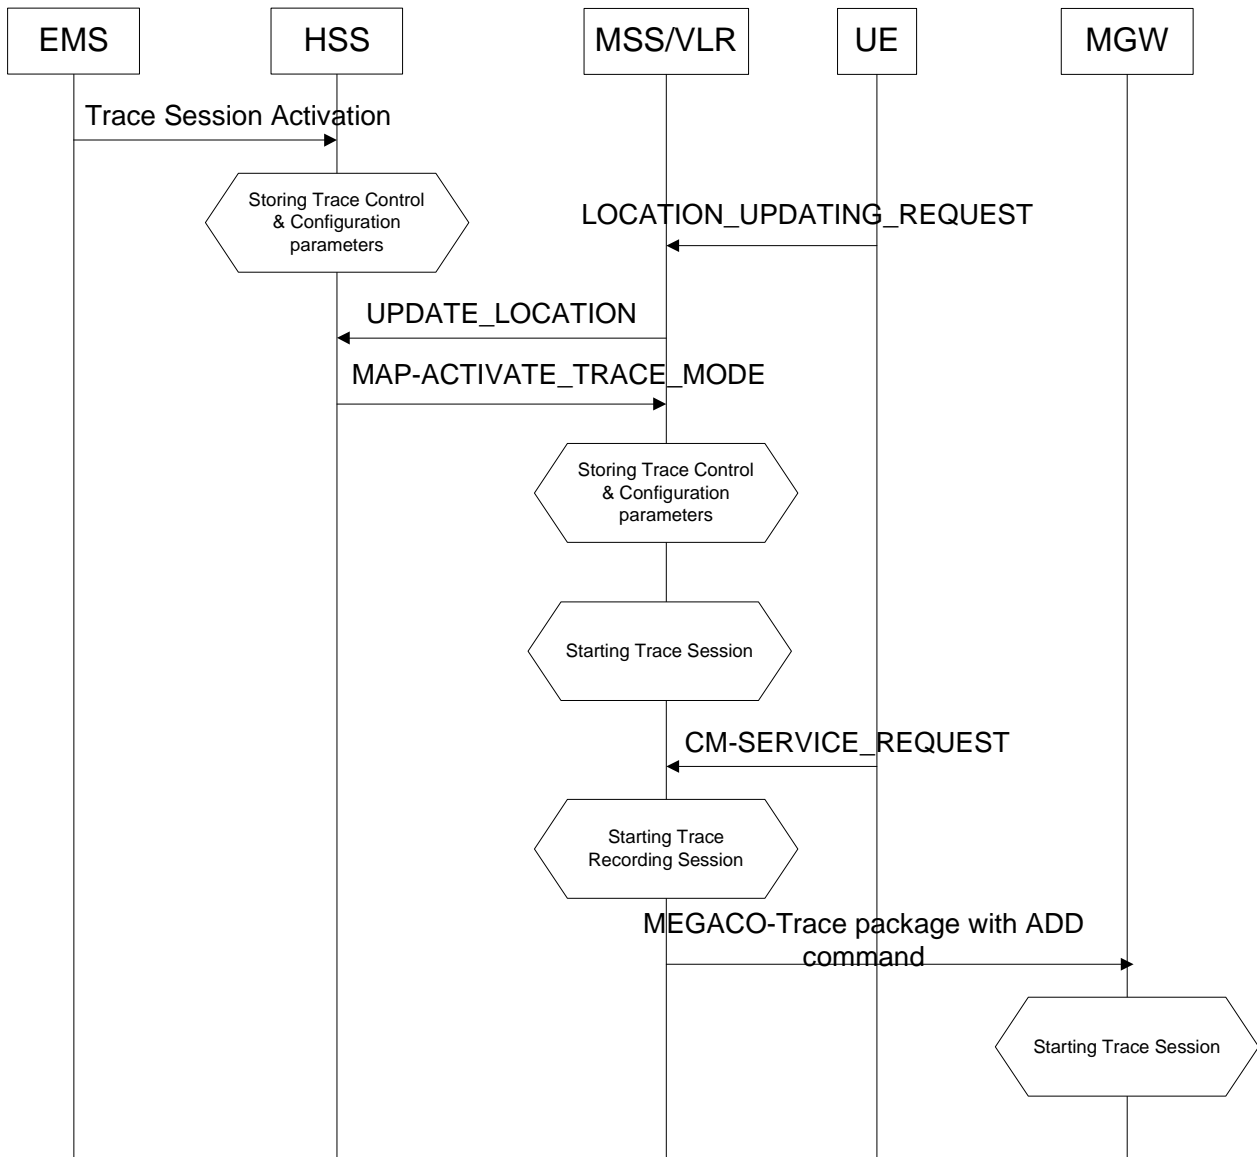 EMS
HSS
MSS/VLR
UE
MGW
Trace Session Activation
Storing Trace Control
& Configuration
parameters
LOCATION_UPDATING_REQUEST
UPDATE_LOCATION
MAP-ACTIVATE_TRACE_MODE
Storing Trace Control
& Configuration
parameters
Starting Trace Session
CM-SERVICE_REQUEST
Starting Trace
Recording Session
MEGACO-Trace package with ADD
command
Starting Trace Session